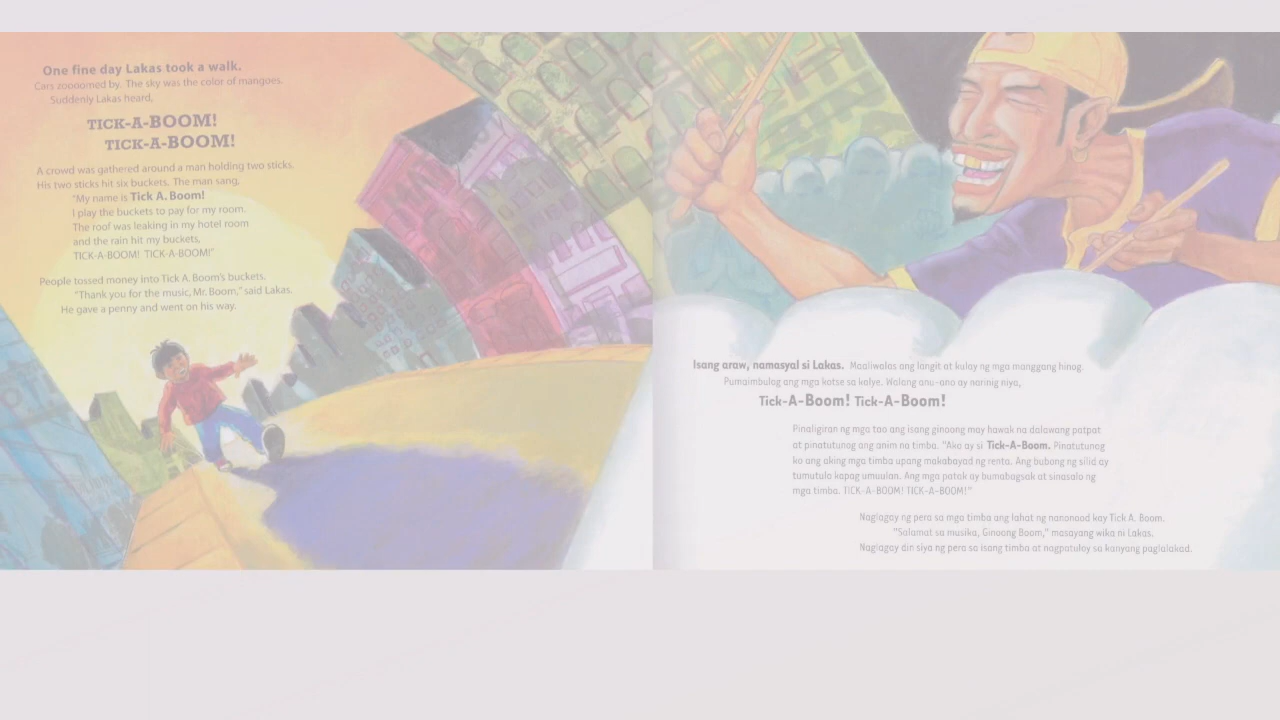 One fine day Lakas took a walk.
Cars zoooomed by. The sky was the color of mangoes.
Suddenly Lakas heard,
TICK-A-BOOM!
TICK-A-BOOM!
A crowd was gathered around a man holding two sticks.
His two sticks hit six buckets. The man sang,
"My name is Tick A. Boom!
I play the buckets to pay for my room.
The roof was leaking in my hotel room
and the rain hit my buckets,
TICK-A-BOOM! TICK-A-BOOM!"
People tossed money into Tick A. Boom's buckets.
"Thank you for the music, Mr. Boom," said Lakas.
He gave a penny and went on his way.
Isang araw, namasyal si Lakas. Maaliwalas ang langit at kulay ng mga manggang hinog.
Pumaimbulog ang mga kotse sa kalye. Walang anu-ano ay narinig niya,
Tick-A-Boom! Tick-A-Boom!
Pinaligiran ng mga tao ang isang ginoong may hawak na dalawang patpat
at pinatutunog ang anim na timba. "Ako ay si Tick-A-Boom. Pinatutunog
ko ang aking mga timba upang makabayad ng renta. Ang bubong ng silid ay
tumutulo kapag umuulan. Ang mga patak ay bumabagsak at sinasalo ng
mga timba. TICK-A-BOOM! TICK-A-BOOM!"
Naglagay ng pera sa mga timba ang lahat ng nanonood kay Tick A. Boom.
"Salamat sa musika, Ginoong Boom," masayang wika ni Lakas.
Naglagay din siya ng pera sa isang timba at nagpatuloy sa kanyang paglalakad.